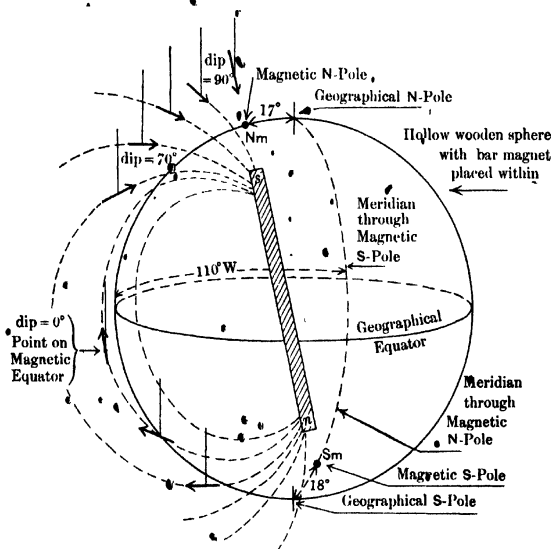 dip
= 90°
Magnetic N-Pole
17°
Geographical N-Pole
Nm
Hollow wooden sphere
with bar magnet
placed within
dip = 70°
s
Meridian
through
Magnetic
S-Pole
110°W
dip = 0°
Point on
Magnetic
Equator
Geographical
Equator
Meridian
through
Magnetic
N-Pole
n
Sm
Magnetic S-Pole
18°
Geographical S-Pole